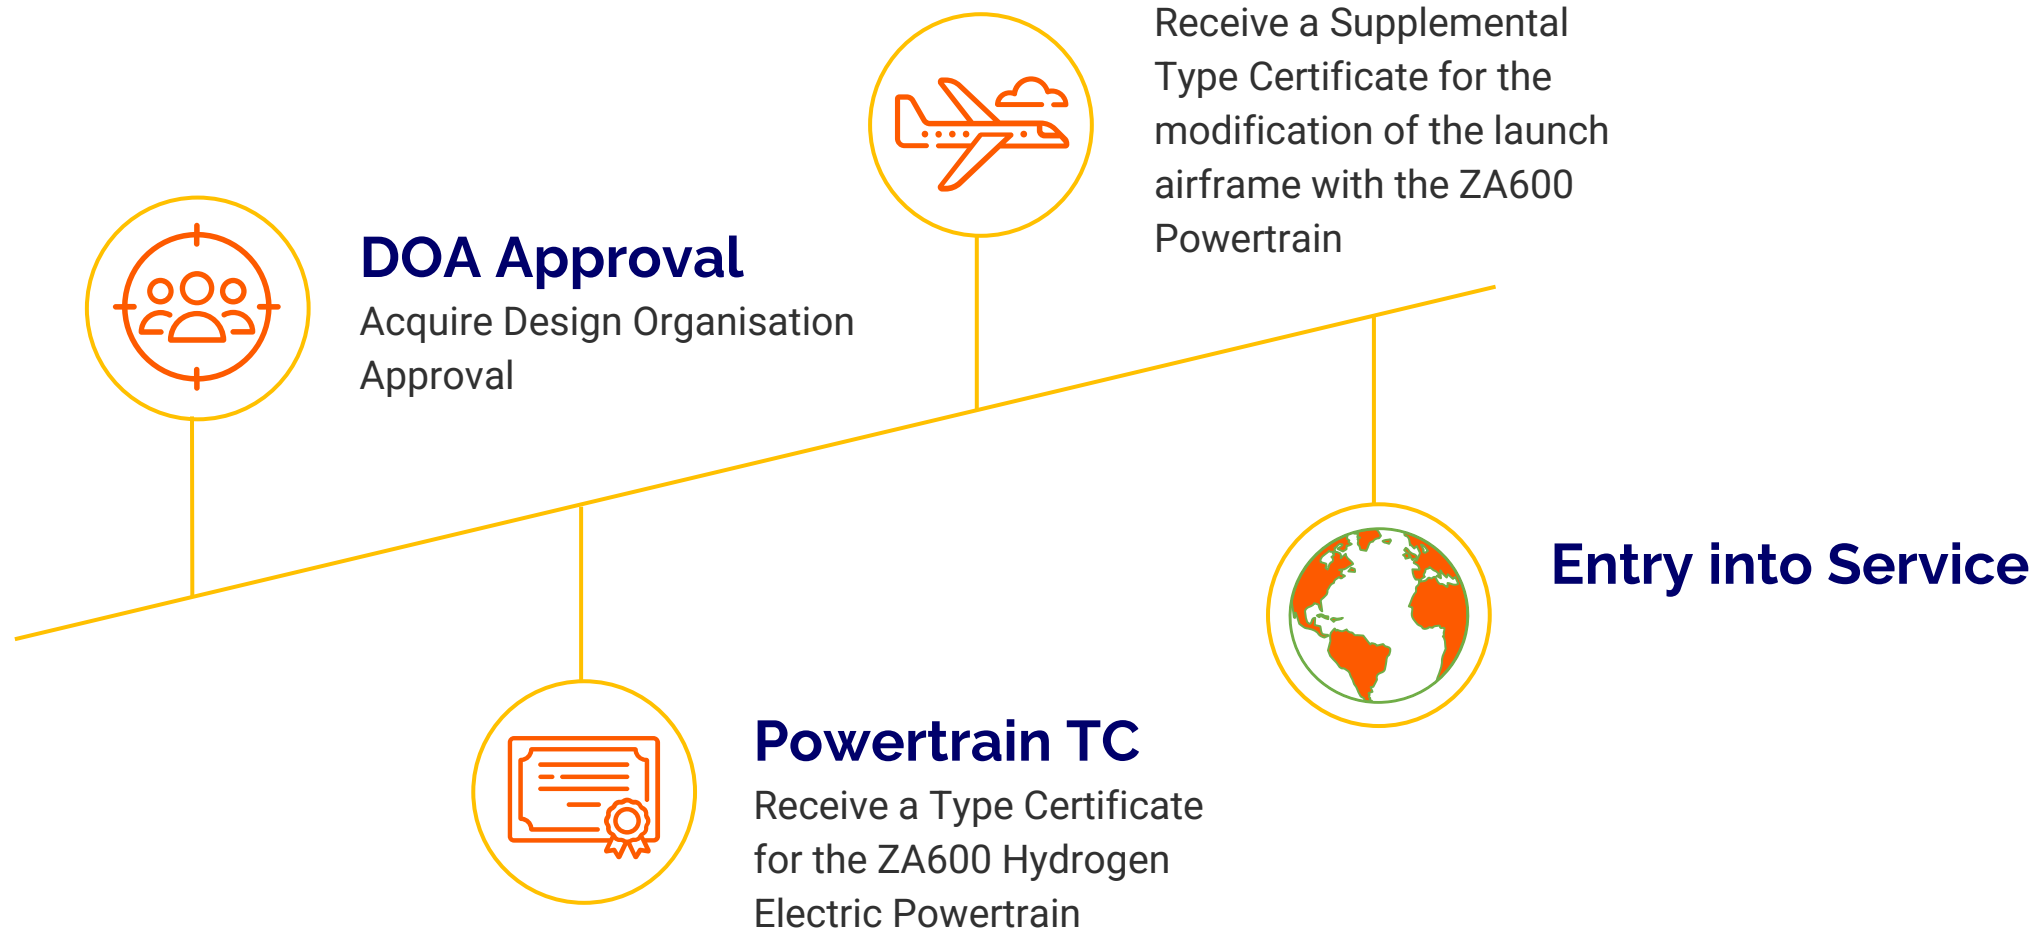 DOA Approval
Acquire Design Organisation
Approval
Powertrain TC
Receive a Type Certificate
for the ZA600 Hydrogen
Electric Powertrain
Receive a Supplemental
Type Certificate for the
modification of the launch
airframe with the ZA600
Powertrain
Entry into Service